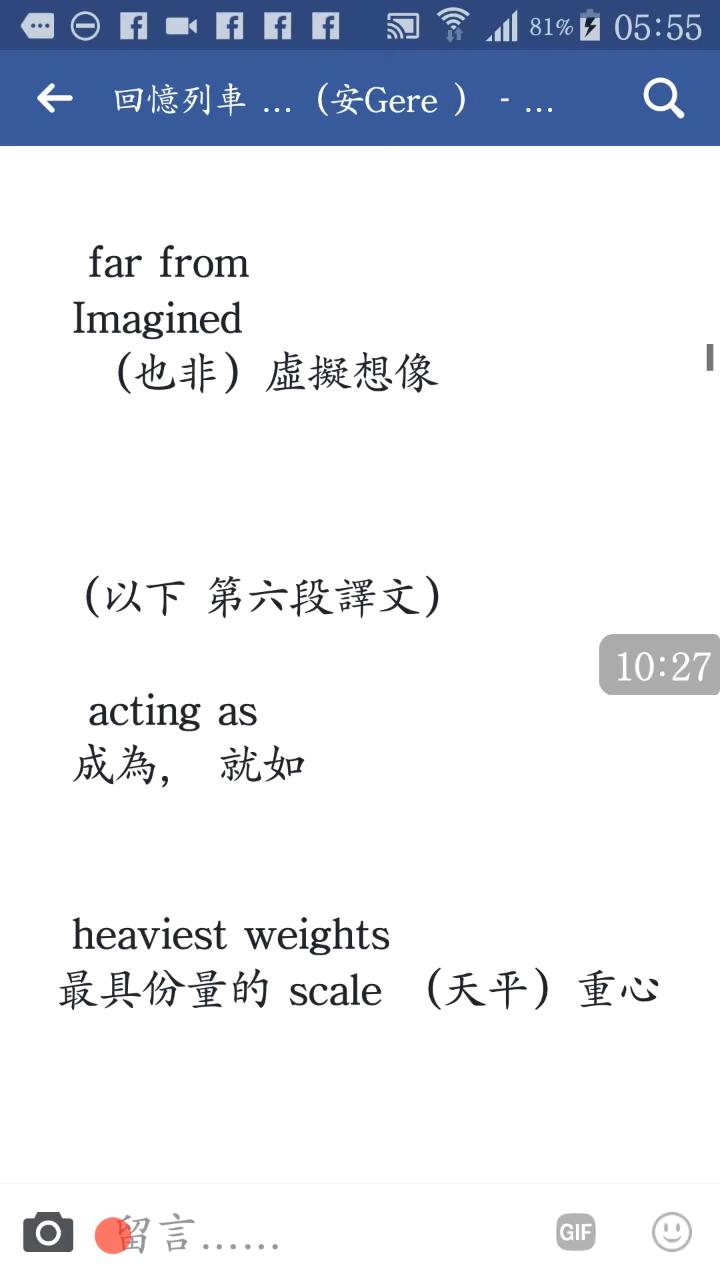 81% 05:55
回憶列車 ... (安Gere ) - ...
far from
Imagined
(也非) 虛擬想像
(以下 第六段譯文)
10:27
acting as
成為, 就如
heaviest weights
最具份量的 scale (天平) 重心
留言......
GIF